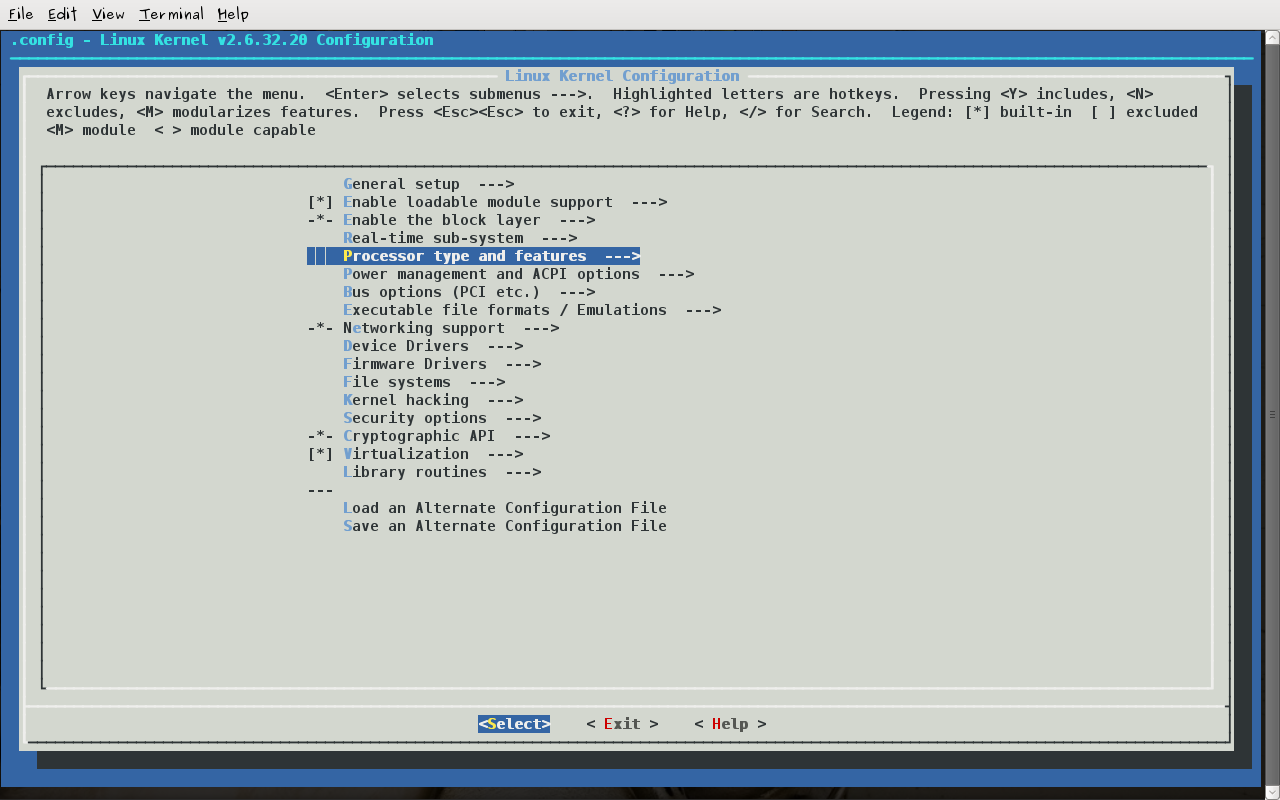 File Edit View Terminal Help
.config - Linux Kernel v2.6.32.20 Configuration
Linux Kernel Configuration
Arrow keys navigate the menu.  <Enter> selects submenus --->.  Highlighted letters are hotkeys.  Pressing <Y> includes, <N>
excludes, <M> modularizes features.  Press <Esc><Esc> to exit, <?> for Help, </> for Search.  Legend: [*] built-in  [ ] excluded
<M> module  < > module capable
General setup  --->
[*] Enable loadable module support  --->
-*- Enable the block layer  --->
Real-time sub-system  --->
Processor type and features  --->
Power management and ACPI options  --->
Bus options (PCI etc.)  --->
Executable file formats / Emulations  --->
-*- Networking support  --->
Device Drivers  --->
Firmware Drivers  --->
File systems  --->
Kernel hacking  --->
Security options  --->
-*- Cryptographic API  --->
[*] Virtualization  --->
Library routines  --->
---
Load an Alternate Configuration File
Save an Alternate Configuration File
<Select>    < Exit >    < Help >